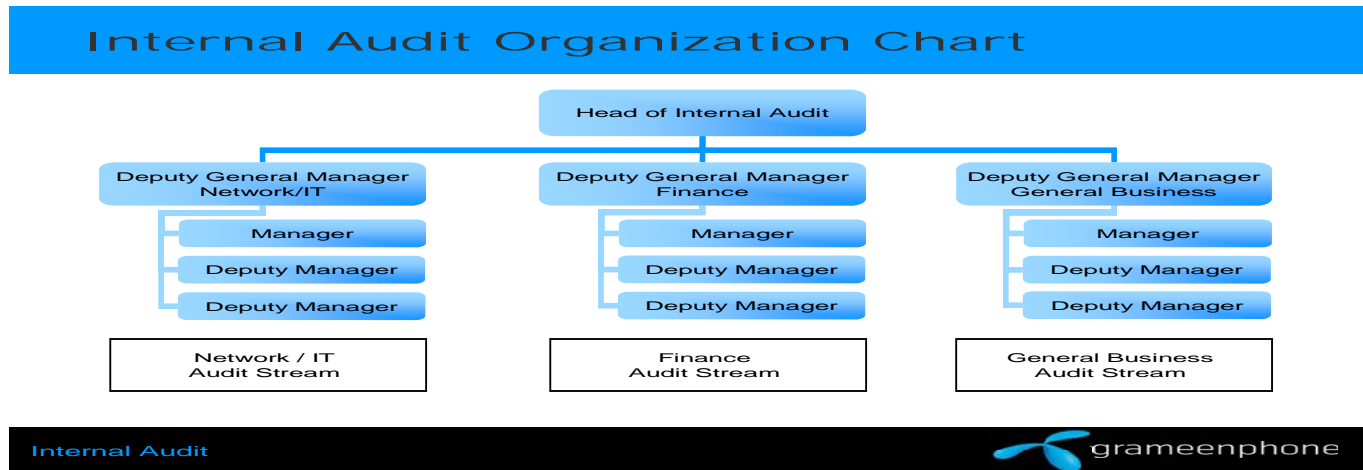 Internal Audit Organization Chart
Head of Internal Audit
Deputy General Manager
Network/IT
Manager
Deputy Manager
Deputy Manager
Network / IT
Audit Stream
Deputy General Manager
Finance
Manager
Deputy Manager
Deputy Manager
Finance
Audit Stream
Deputy General Manager
General Business
Manager
Deputy Manager
Deputy Manager
General Business
Audit Stream
Internal Audit
grameenphone